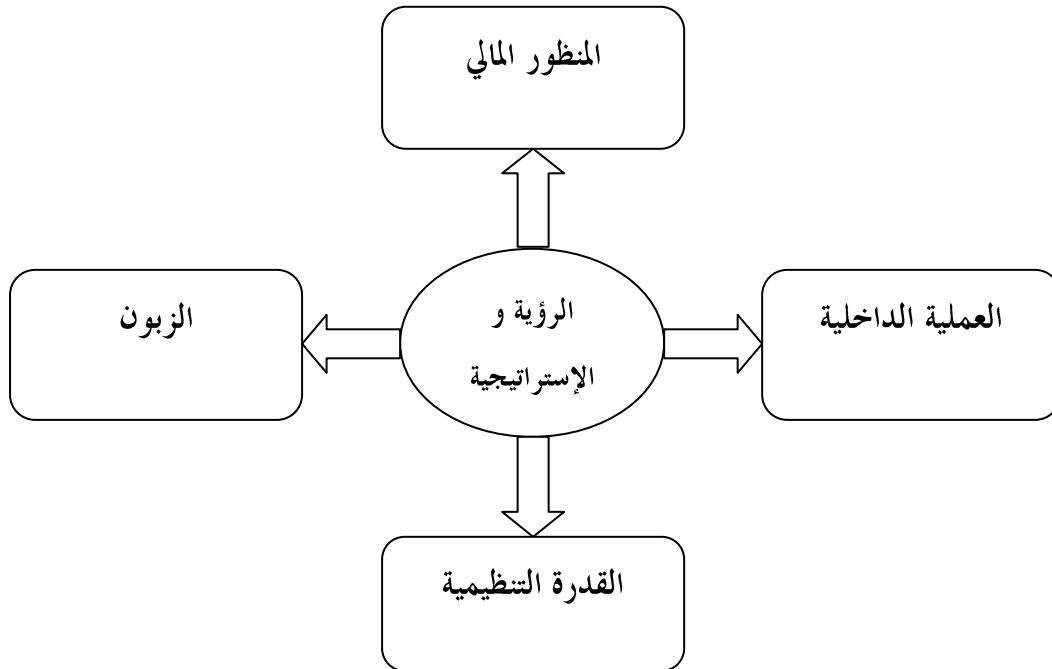 المنظور المالي
العملية الداخلية
الرؤية و
الإستراتيجية
الزبون
القدرة التنظيمية